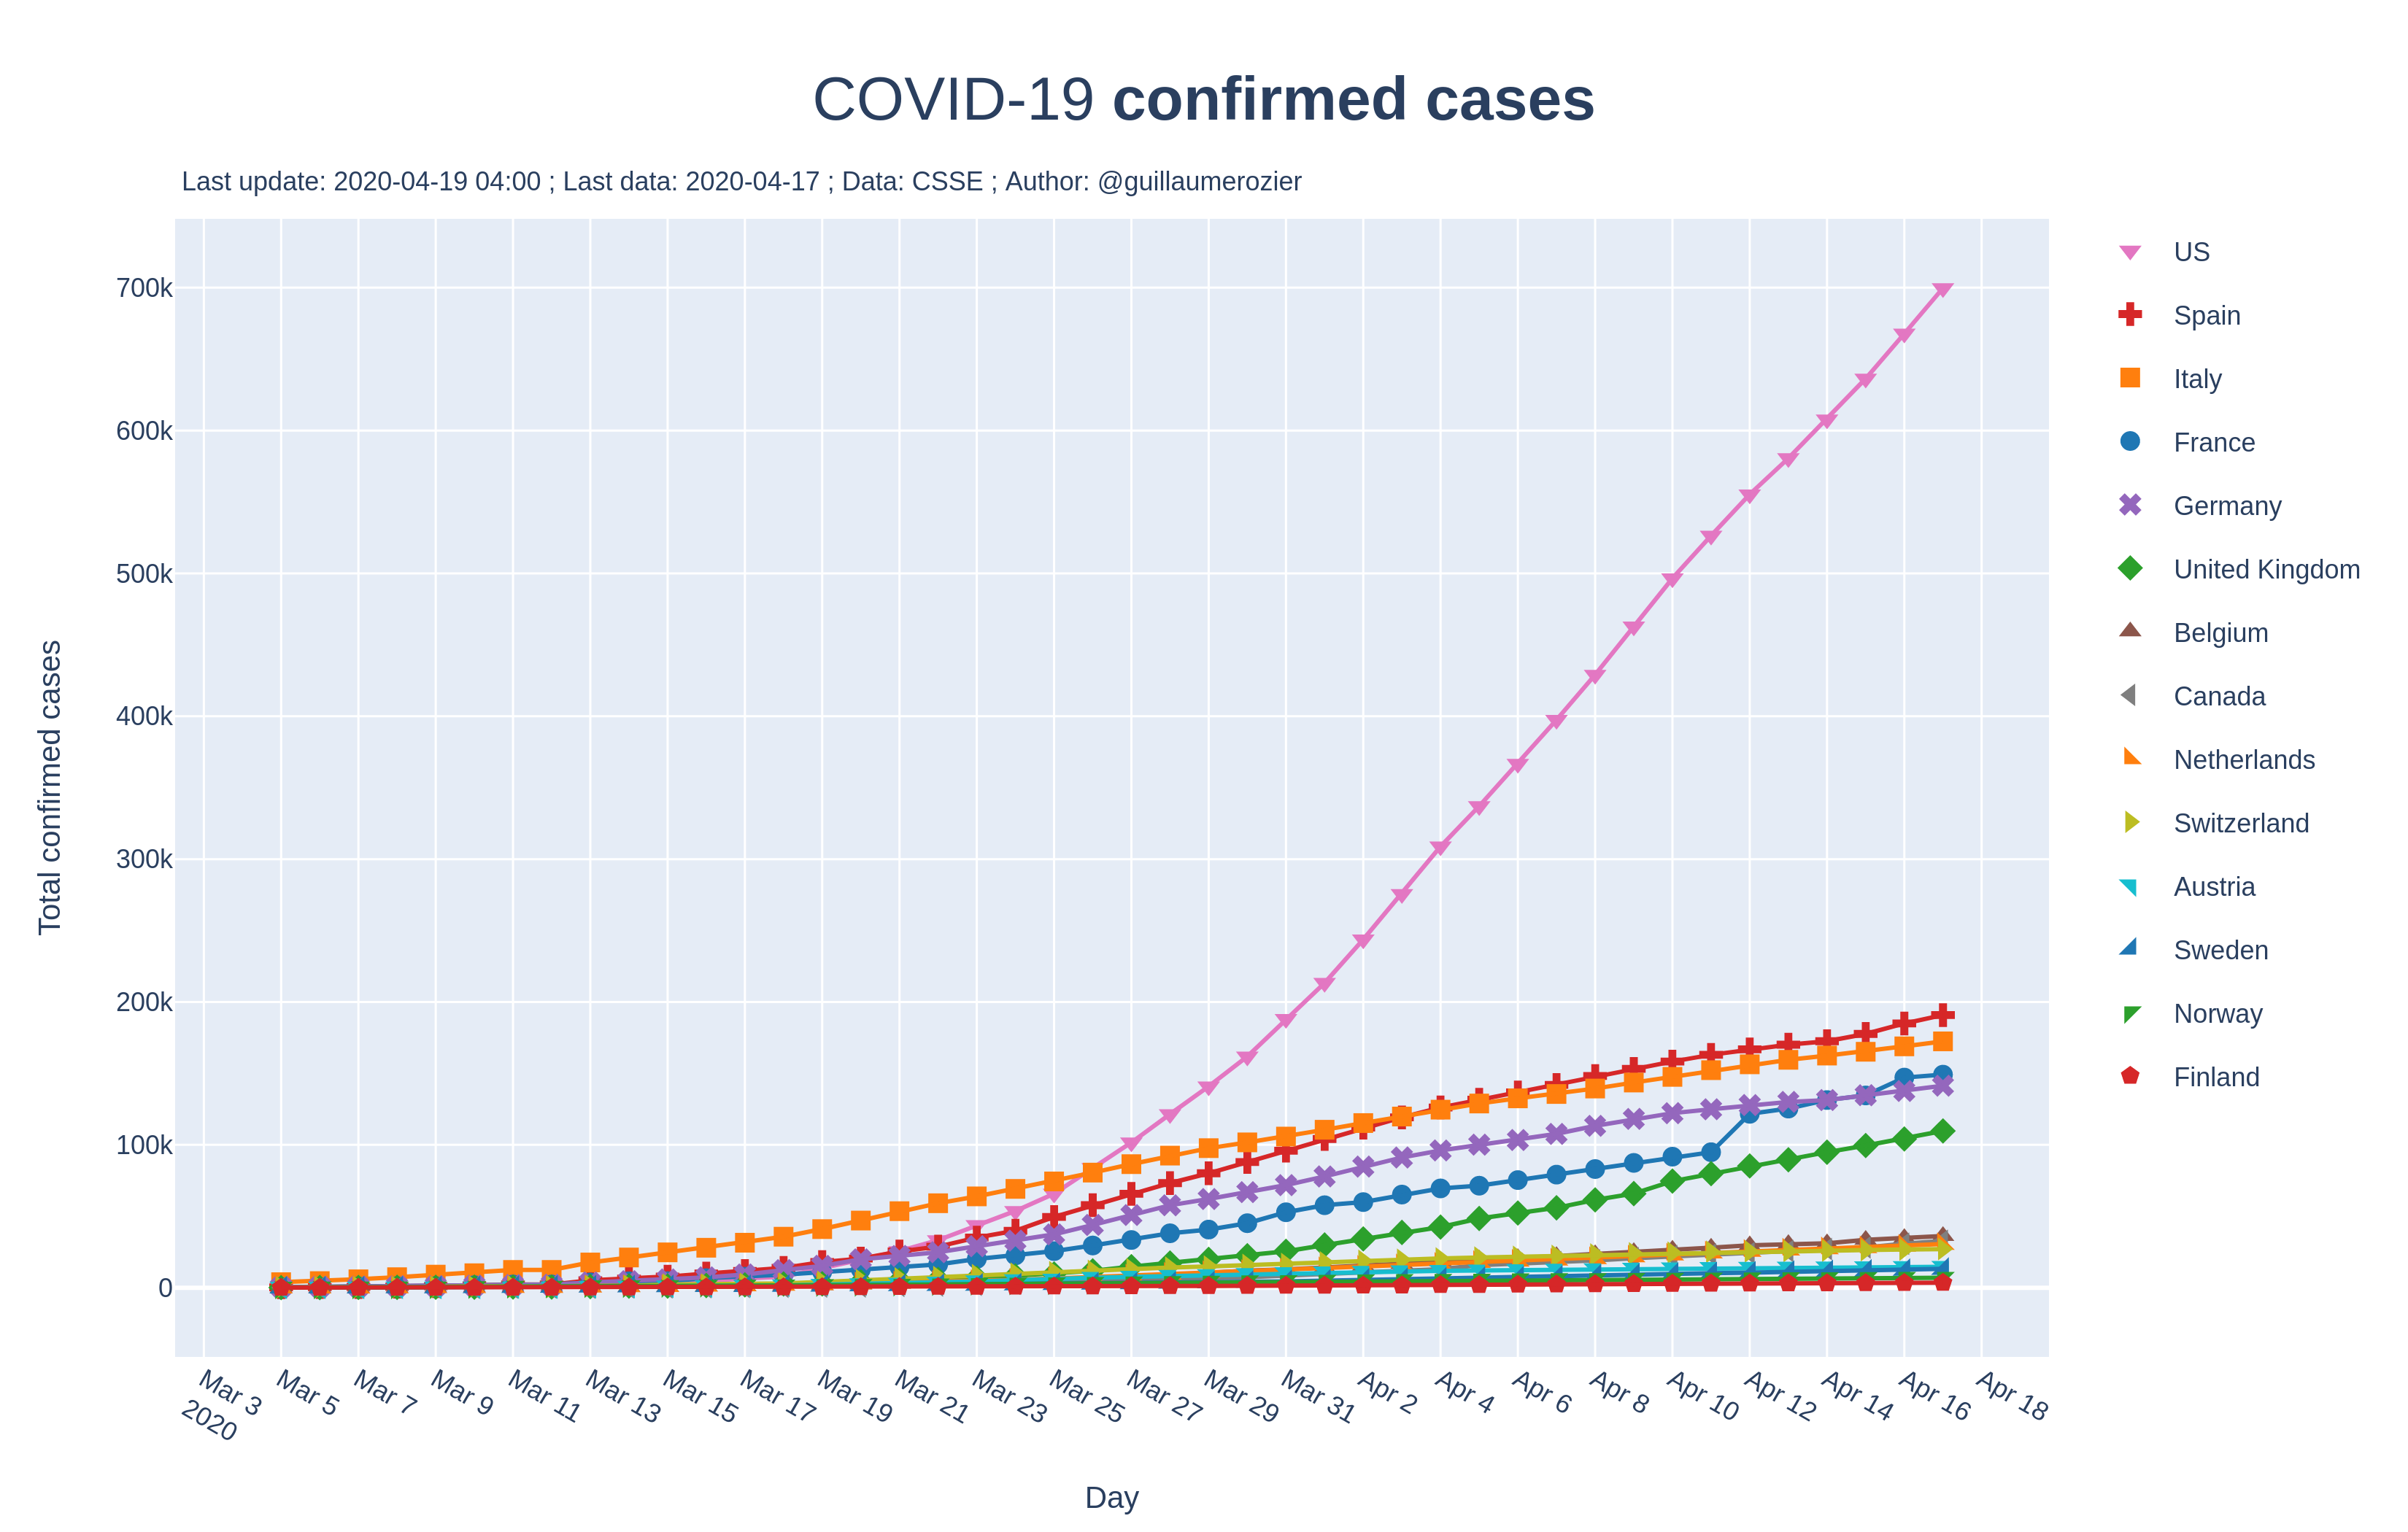 COVID-19 confirmed cases
Last update: 2020-04-19 04:00 ; Last data: 2020-04-17 ; Data: CSSE ; Author: @guillaumerozier
700k
600k
500k
400k
300k
200k
100k
0
Total confirmed cases
Mar 3
2020
Mar 5
Mar 7
Mar 9
Mar 11
Mar 13
Mar 15
Mar 17
Mar 19
Mar 21
Mar 23
Mar 25
Mar 27
Mar 29
Mar 31
Apr 2
Apr 4
Apr 6
Apr 8
Apr 10
Apr 12
Apr 14
Apr 16
Apr 18
Day
US
Spain
Italy
France
Germany
United Kingdom
Belgium
Canada
Netherlands
Switzerland
Austria
Sweden
Norway
Finland